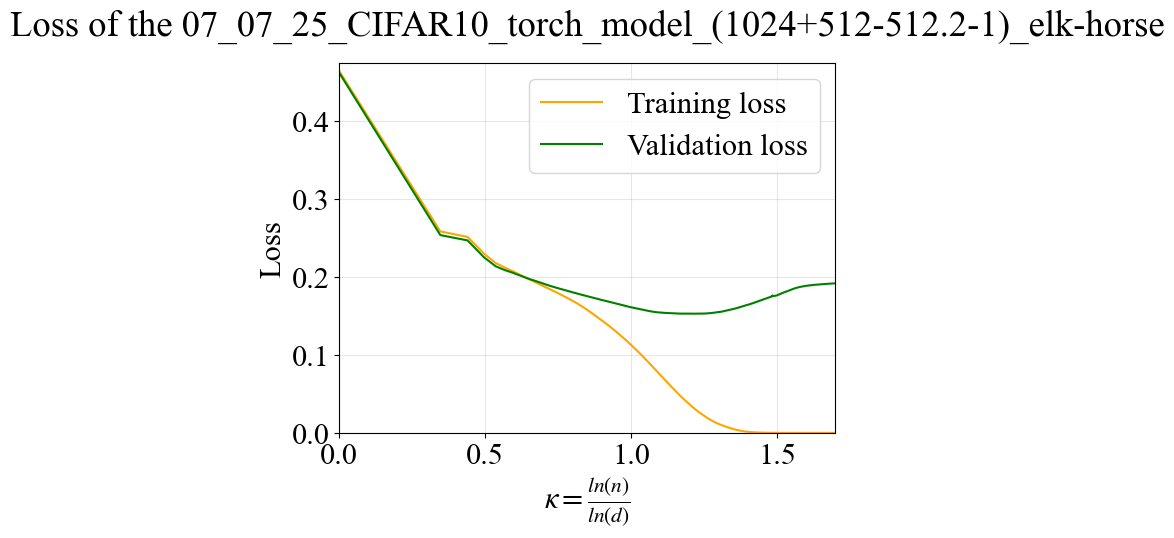 Loss of the 07_07_25_CIFAR10_torch_model_(1024+512-512.2-1)_elk-horse
Training loss
Validation loss
Loss
0.4
0.3
0.2
0.1
0.0
0.0 0.5 1.0 1.5
κ = ln(n) / ln(d)